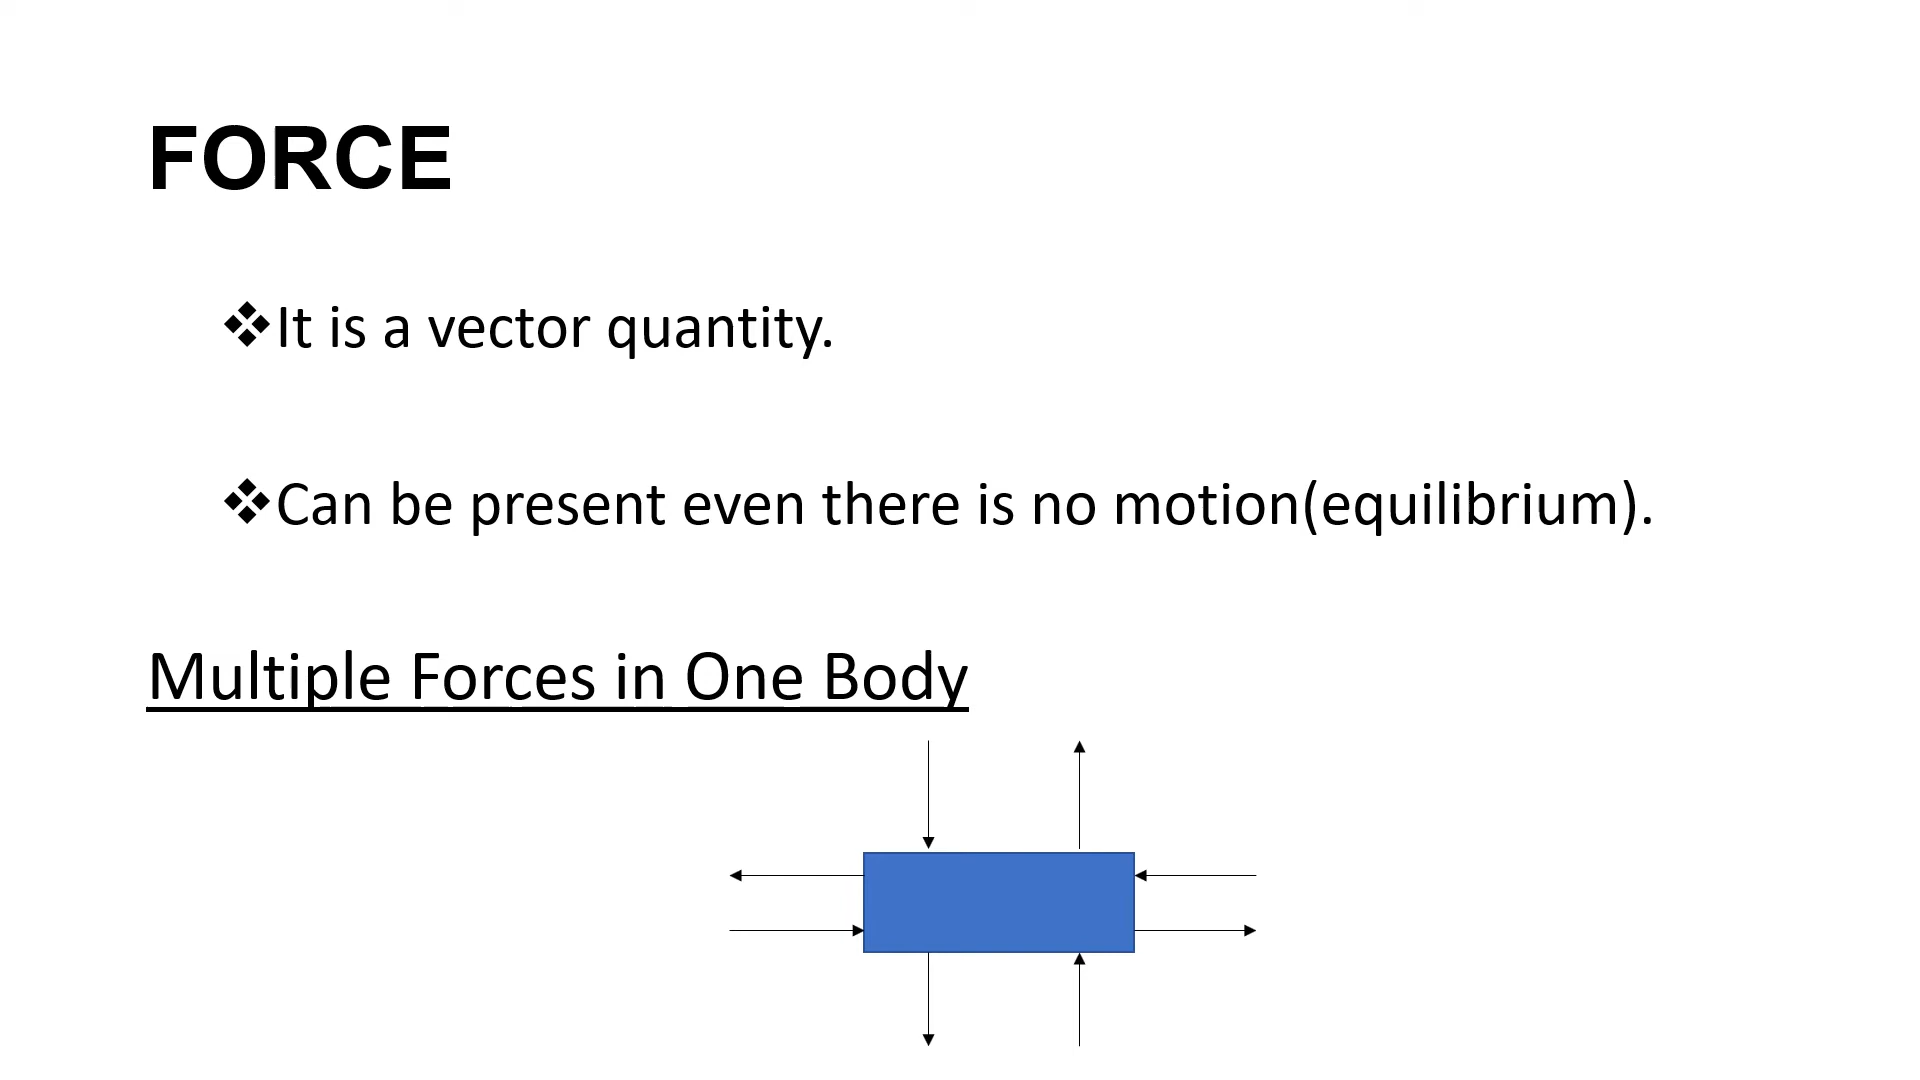 FORCE
❖It is a vector quantity.
❖Can be present even there is no motion(equilibrium).
Multiple Forces in One Body